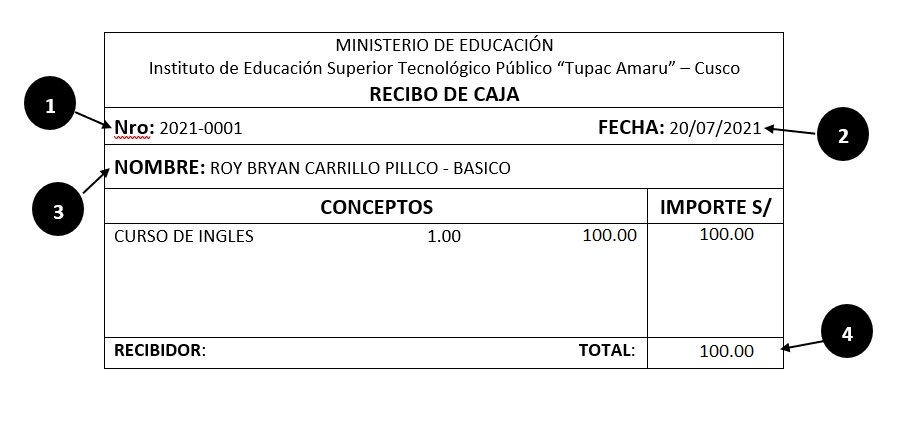 MINISTERIO DE EDUCACIÓN
Instituto de Educación Superior Tecnológico Público “Tupac Amaru” – Cusco
RECIBO DE CAJA
1
Nro: 2021-0001 FECHA: 20/07/2021
2
NOMBRE: ROY BRYAN CARRILLO PILLCO - BASICO
3
CONCEPTOS IMPORTE S/
CURSO DE INGLES 1.00 100.00 100.00
4
RECIBIDOR: TOTAL: 100.00